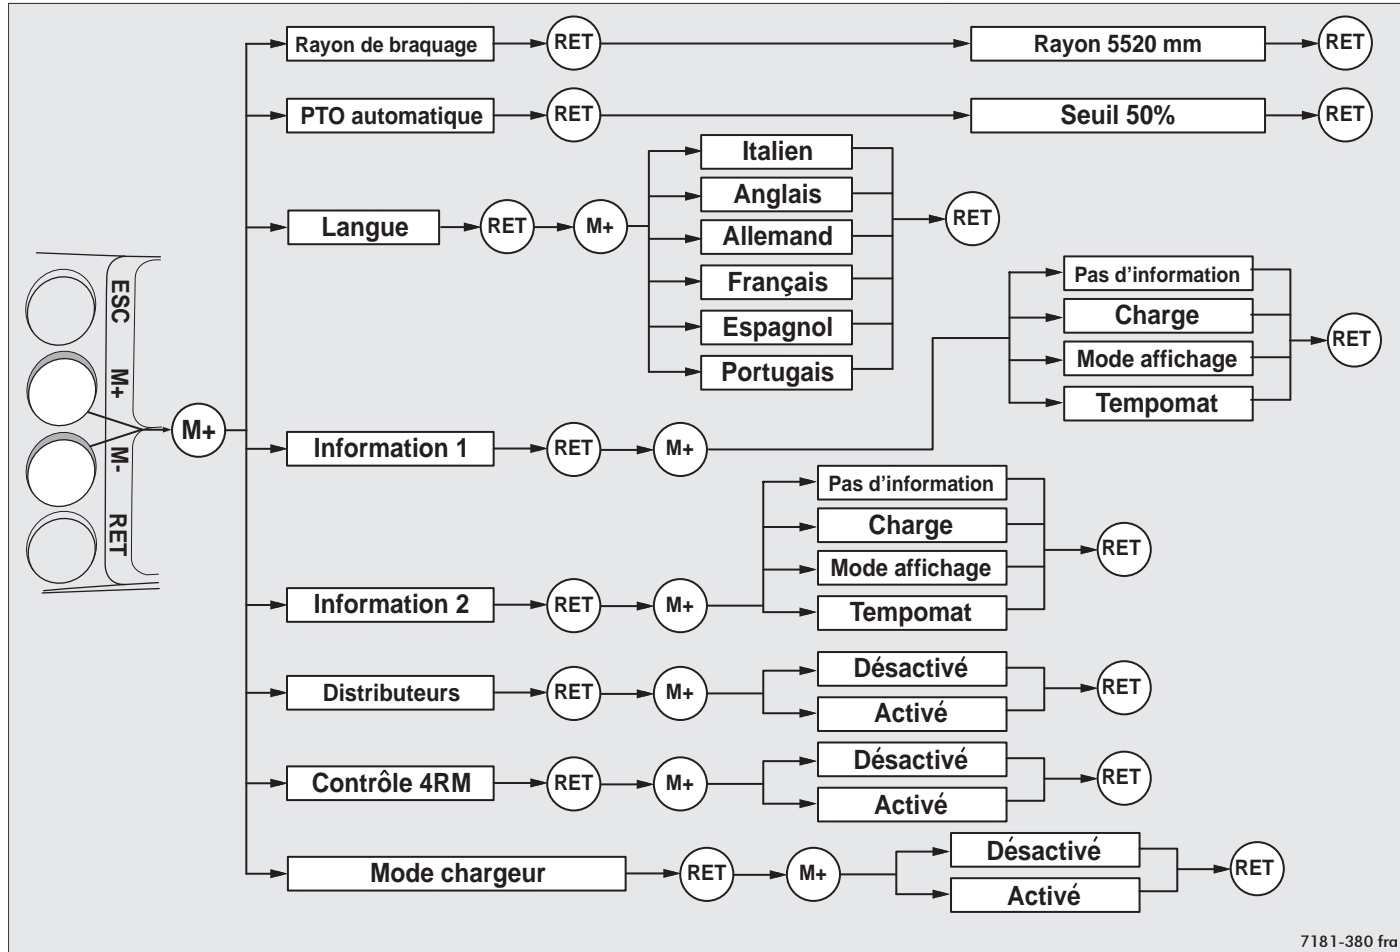 Rayon de braquage RET Rayon 5520 mm RET
PTO automatique RET Seuil 50% RET
Italien
Anglais
Langue RET M+ RET
Allemand
Français
Espagnol
Portugais
ESC
M+
M-
RET
M+
Pas d’information
Charge
RET
Mode affichage
Tempomat
Information 1 RET M+
Pas d’information
Charge
RET
Mode affichage
Information 2 RET M+ Tempomat
Désactivé
Distributeurs RET M+ RET
Activé
Désactivé
Contrôle 4RM RET M+ RET
Activé
Désactivé
Mode chargeur RET M+ RET
Activé
7181-380 fra